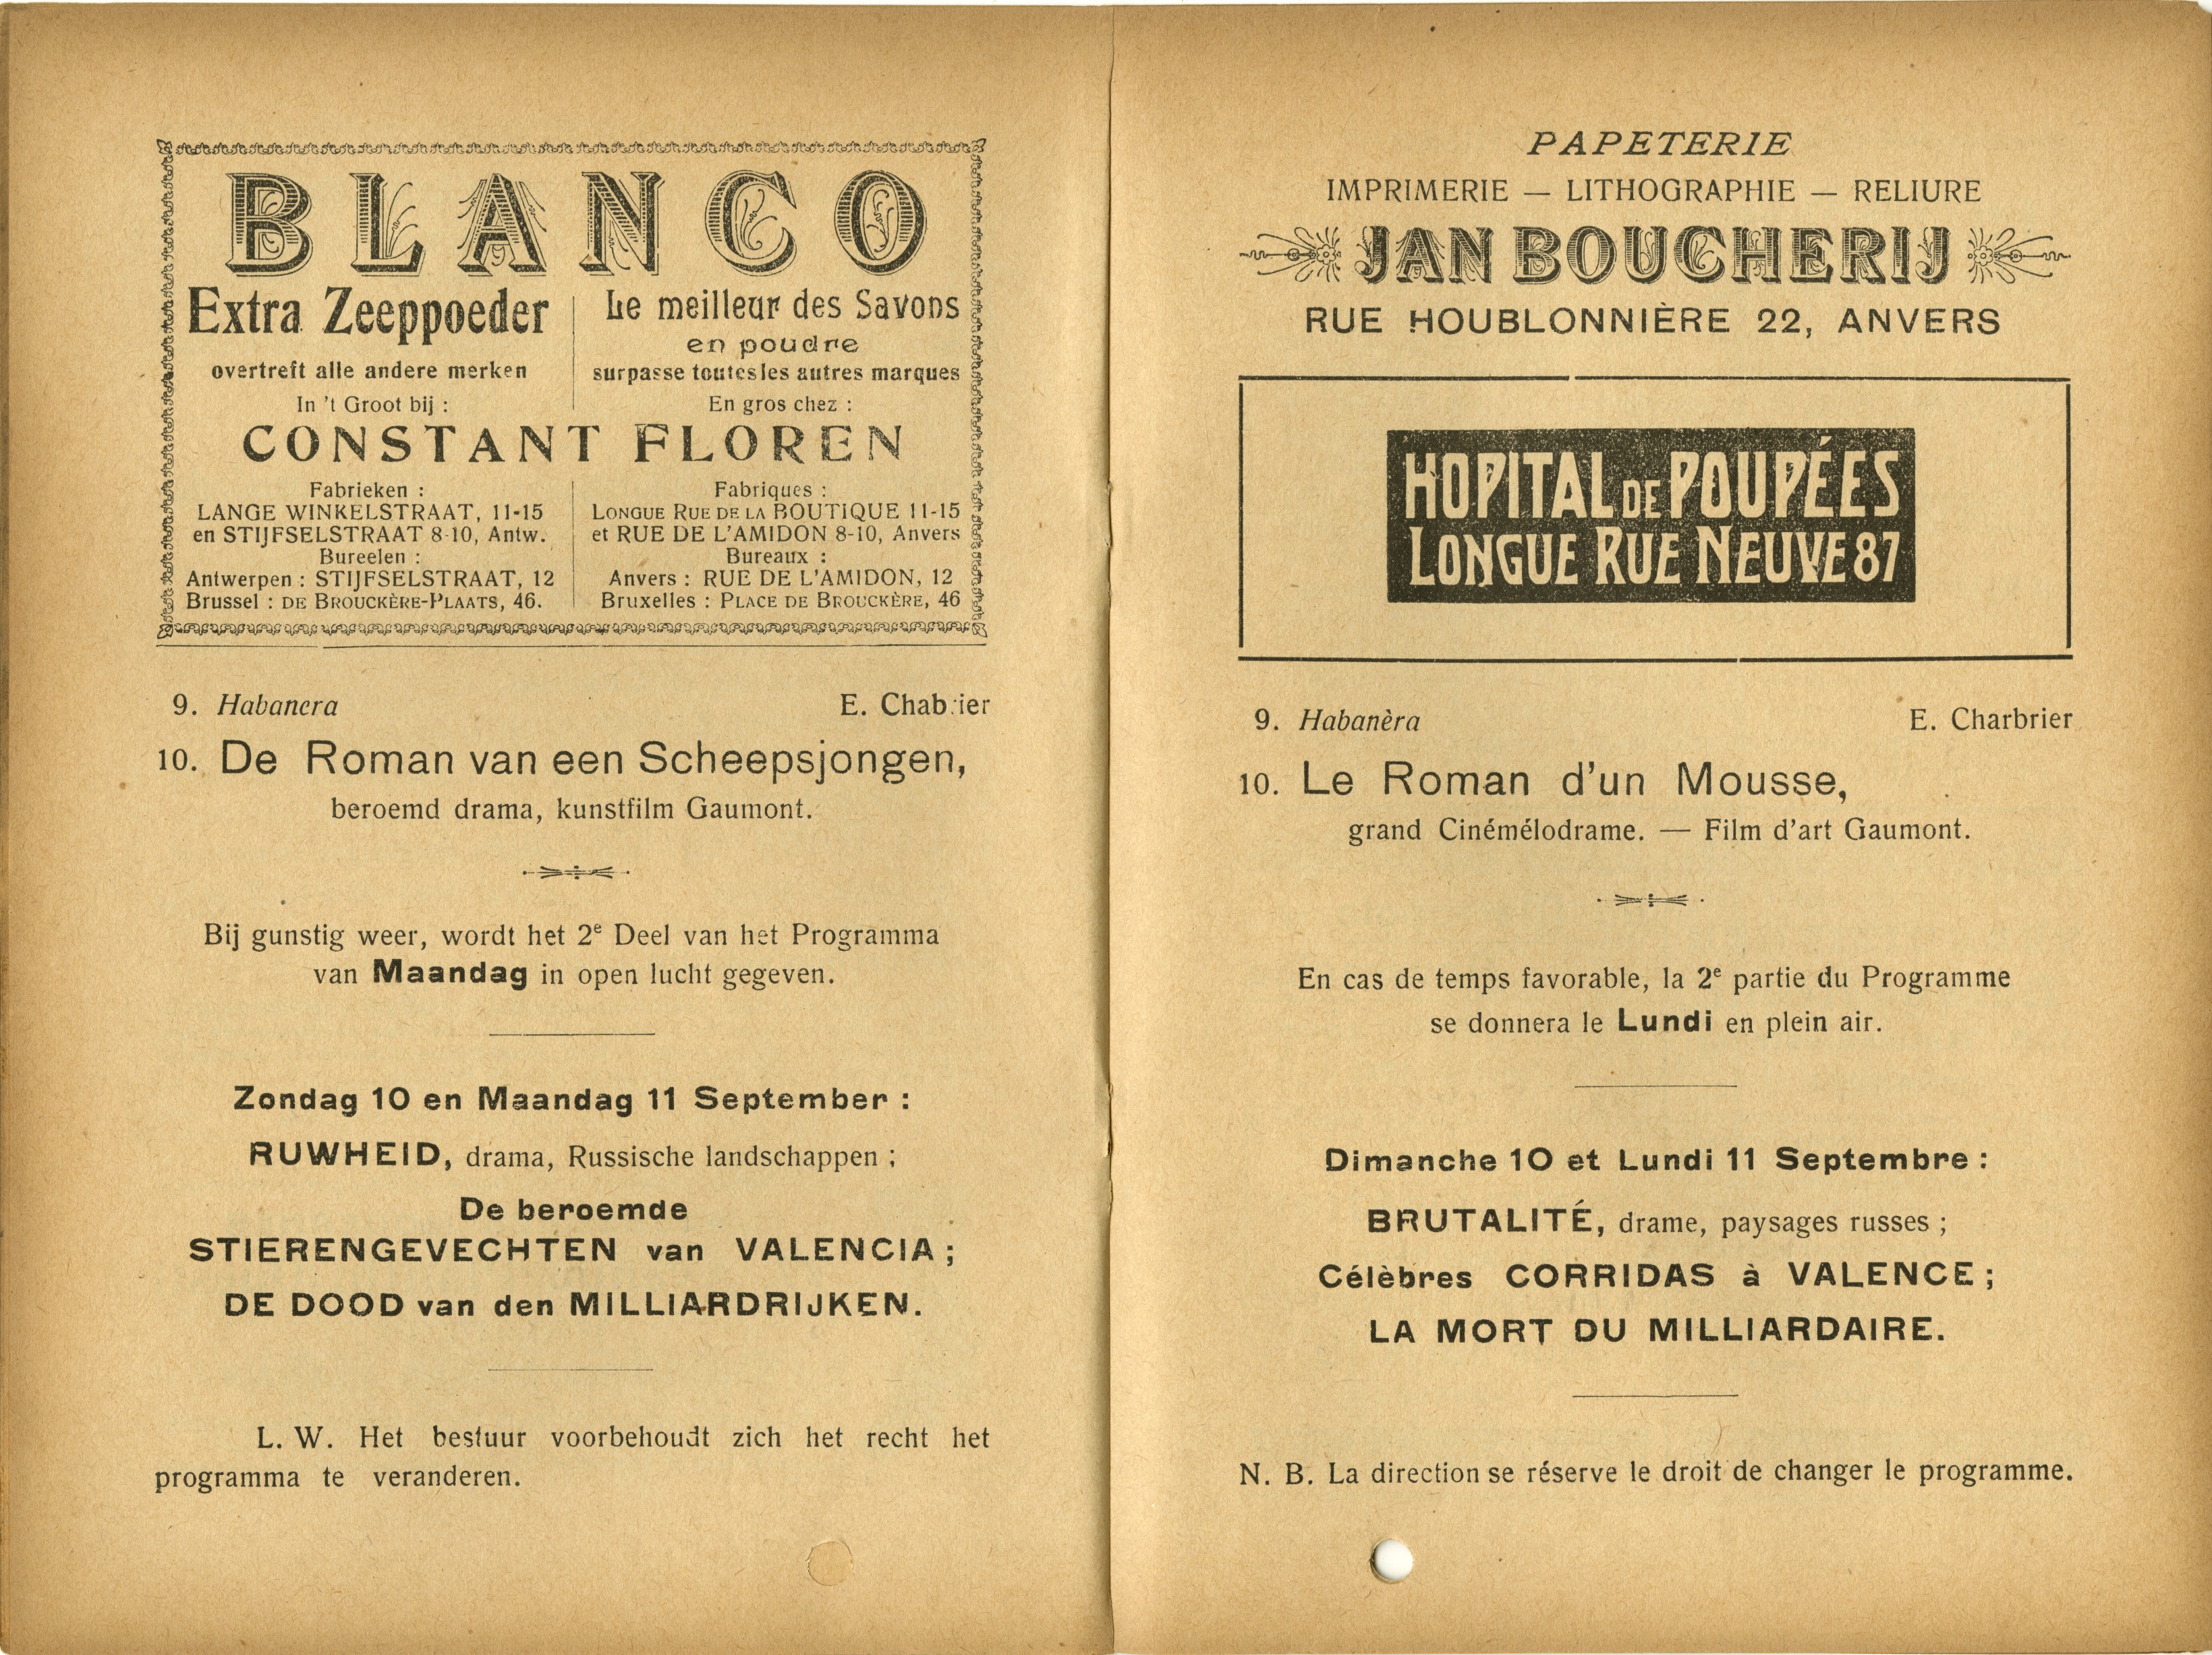 BLANCO
Extra Zeeppoeder
overtreft alle andere merken
In 't Groot bij :
Le meilleur des Savons
en poudre
surpasse toutes les autres marques
En gros chez :
CONSTANT FLOREN
Fabrieken :
LANGE WINKELSTRAAT, 11-15
en STIJFSELSTRAAT 8-10, Antw.
Bureelen :
Antwerpen : STIJFSELSTRAAT, 12
Brussel : DE BROUCKÈRE-PLAATS, 46.
Fabriques :
LONGUE RUE DE LA BOUTIQUE 11-15
et RUE DE L'AMIDON 8-10, Anvers
Bureaux :
Anvers : RUE DE L'AMIDON, 12
Bruxelles : PLACE DE BROUCKÈRE, 46
9. Habanera E. Chabrier
10. De Roman van een Scheepsjongen,
beroemd drama, kunstfilm Gaumont.
Bij gunstig weer, wordt het 2e Deel van het Programma
van Maandag in open lucht gegeven.
Zondag 10 en Maandag 11 September :
RUWHEID, drama, Russische landschappen ;
De beroemde
STIERENGEVECHTEN van VALENCIA ;
DE DOOD van den MILLIARDRIJKEN.
L. W. Het bestuur voorbehoudt zich het recht het
programma te veranderen.
PAPETERIE
IMPRIMERIE — LITHOGRAPHIE — RELIURE
JAN BOUCHERIJ
RUE HOUBLONNIÈRE 22, ANVERS
HOPITAL DE POUPÉES
LONGUE RUE NEUVE 87
9. Habanèra E. Charbrier
10. Le Roman d'un Mousse,
grand Cinémélodrame. — Film d'art Gaumont.
En cas de temps favorable, la 2e partie du Programme
se donnera le Lundi en plein air.
Dimanche 10 et Lundi 11 Septembre :
BRUTALITÉ, drame, paysages russes ;
Célèbres CORRIDAS à VALENCE ;
LA MORT DU MILLIARDAIRE.
N. B. La direction se réserve le droit de changer le programme.